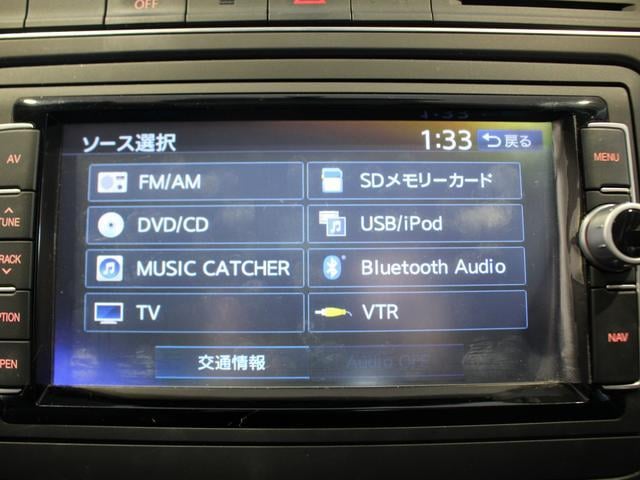 OFF
ソース選択
1:33
戻る
AV
TUNE
TRACK
OPTION
OPEN
FM/AM
SDメモリーカード
DVD/CD
USB/iPod
MUSIC CATCHER
Bluetooth Audio
TV
VTR
交通情報
Audio OFF
MENU
NAV